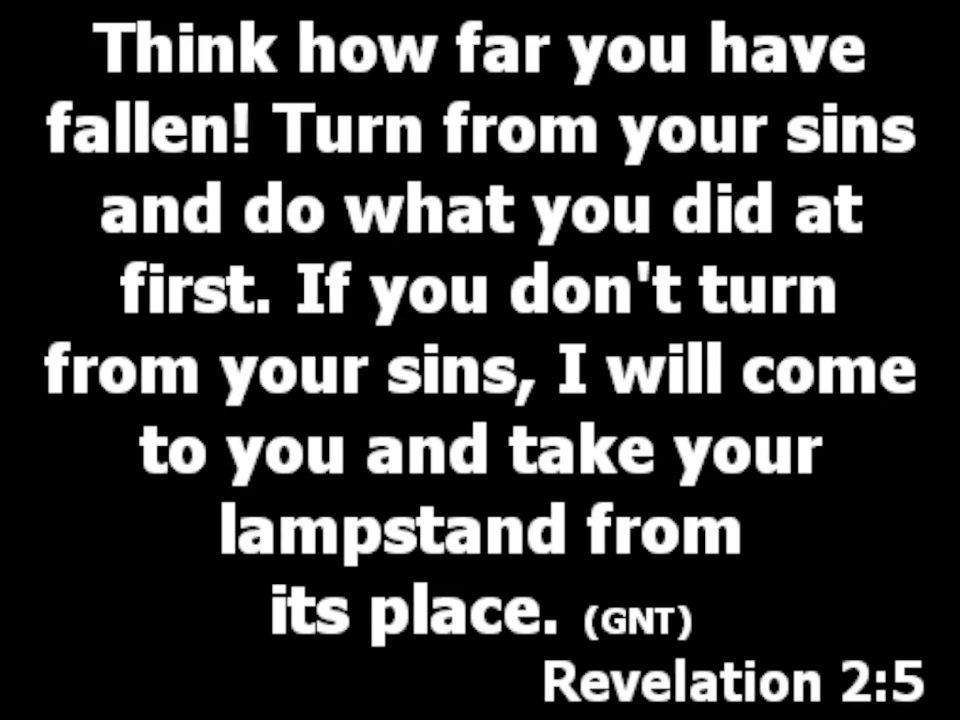 Think how far you have
fallen! Turn from your sins
and do what you did at
first. If you don't turn
from your sins, I will come
to you and take your
lampstand from
its place. (GNT)
Revelation 2:5